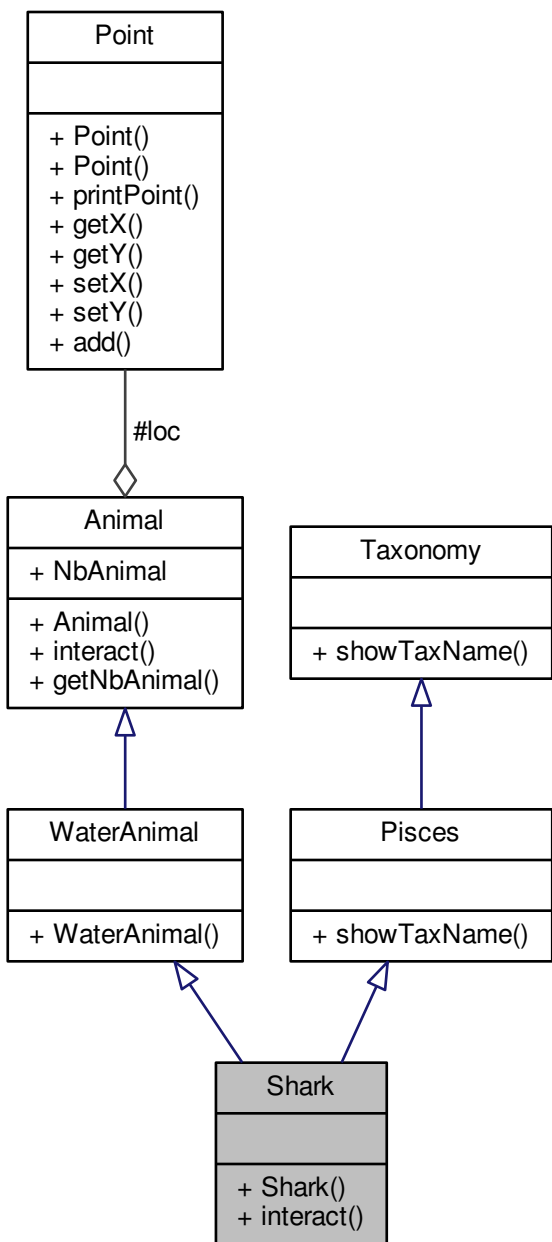 Point
+ Point()
+ Point()
+ printPoint()
+ getX()
+ getY()
+ setX()
+ setY()
+ add()
#loc
Animal
+ NbAnimal
+ Animal()
+ interact()
+ getNbAnimal()
Taxonomy
+ showTaxName()
WaterAnimal
+ WaterAnimal()
Pisces
+ showTaxName()
Shark
+ Shark()
+ interact()